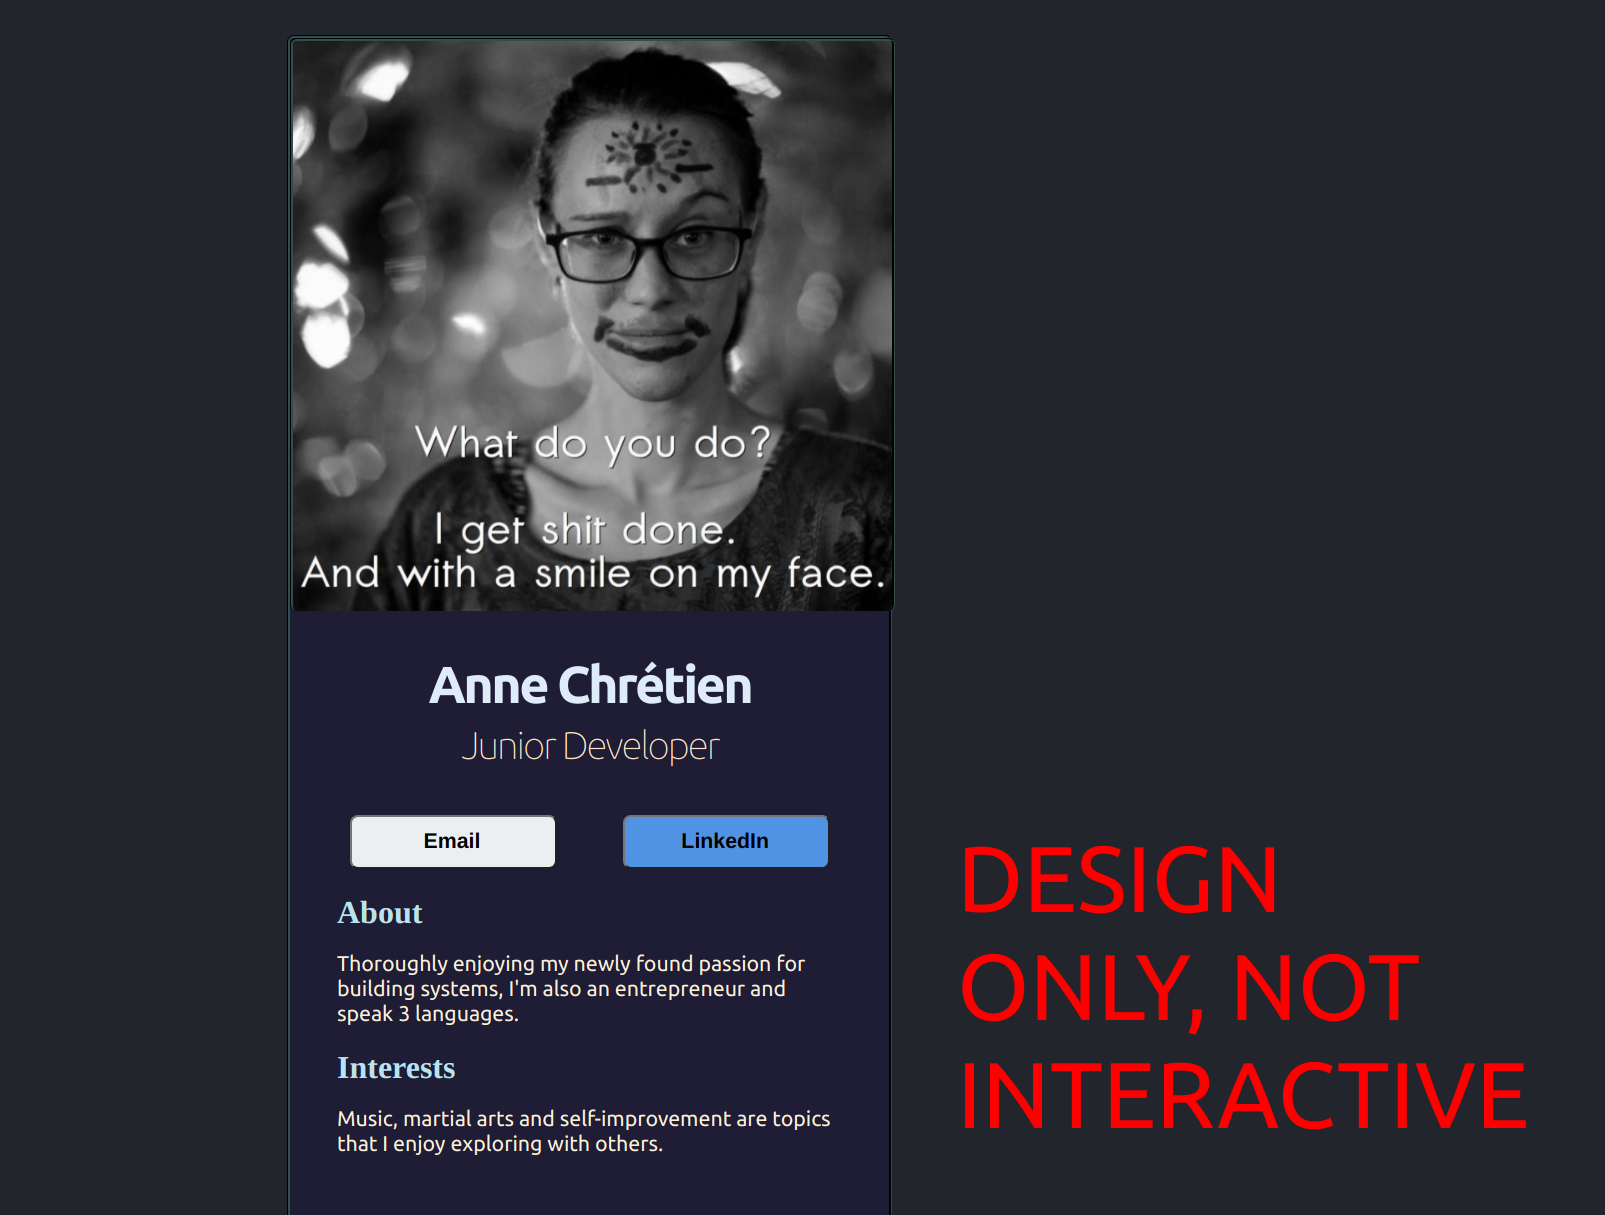 What do you do?
I get shit done.
And with a smile on my face.
Anne Chrétien
Junior Developer
Email
LinkedIn
About
Thoroughly enjoying my newly found passion for
building systems, I'm also an entrepreneur and
speak 3 languages.
Interests
Music, martial arts and self-improvement are topics
that I enjoy exploring with others.
DESIGN
ONLY, NOT
INTERACTIVE